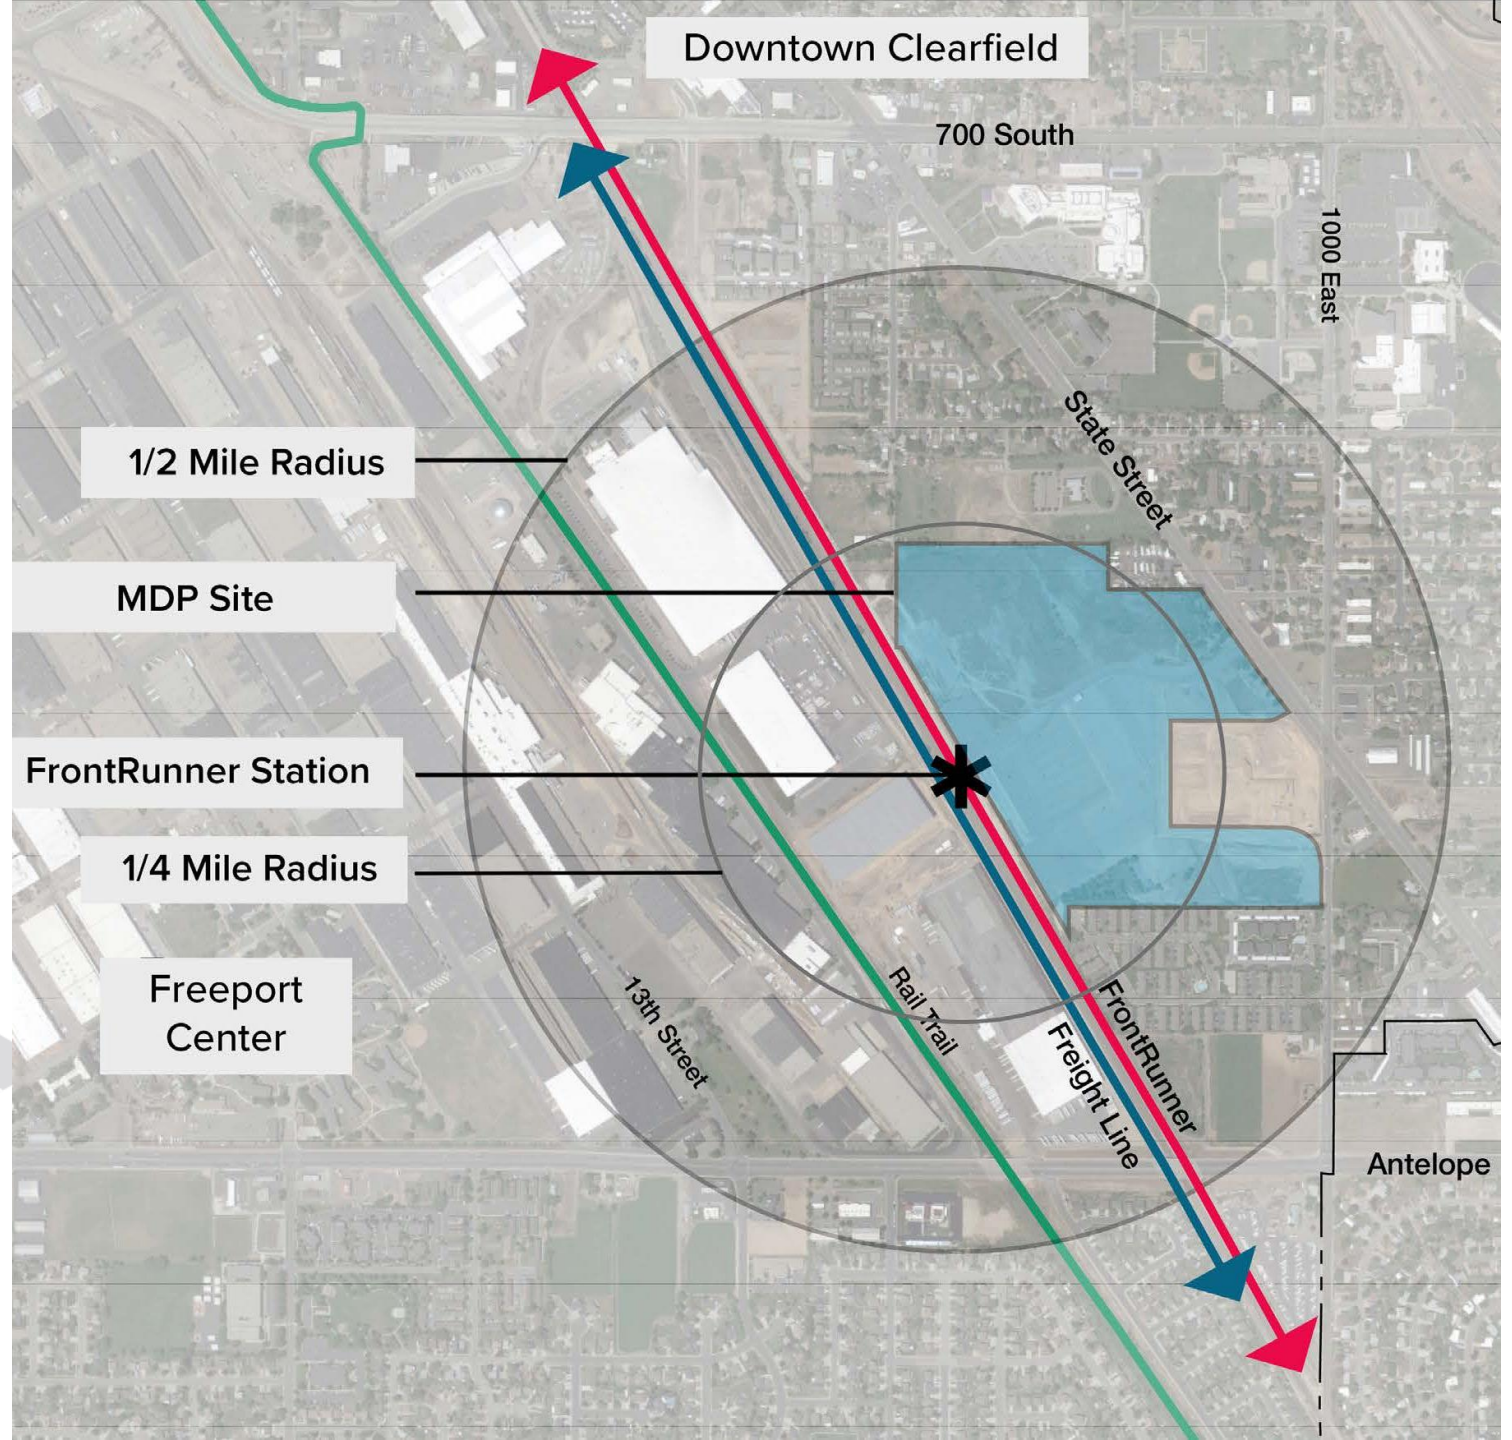 Downtown Clearfield
700 South
1000 East
State Street
1/2 Mile Radius
MDP Site
FrontRunner Station
1/4 Mile Radius
Freeport
Center
13th Street
Rail Trail
FrontRunner
Freight Line
Antelope